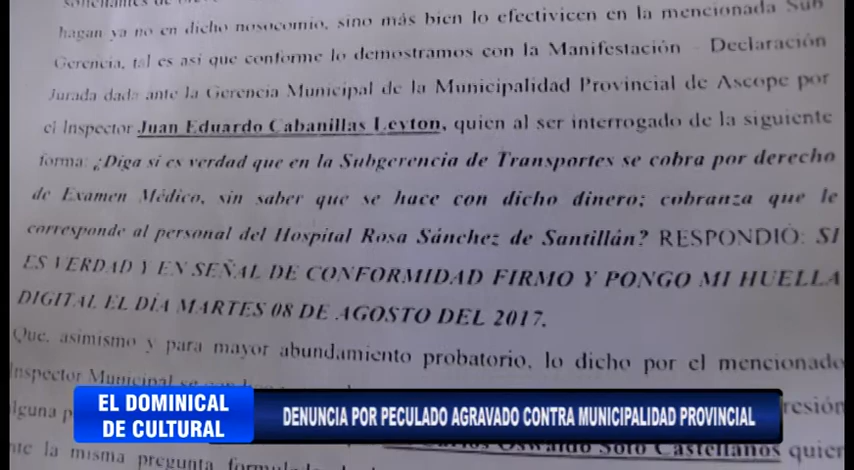 solicitantes de
hagan ya no en dicho nosocomio, sino más bien lo efectivicen en la mencionada Sub
Gerencia, tal es así que conforme lo demostramos con la Manifestación – Declaración
Jurada dada ante la Gerencia Municipal de la Municipalidad Provincial de Ascope por
el Inspector Juan Eduardo Cabanillas Leyton, quien al ser interrogado de la siguiente
forma: ¿Diga si es verdad que en la Subgerencia de Transportes se cobra por derecho
de Examen Médico, sin saber que se hace con dicho dinero; cobranza que le
corresponde al personal del Hospital Rosa Sánchez de Santillán? RESPONDIÓ: SI
ES VERDAD Y EN SEÑAL DE CONFORMIDAD FIRMO Y PONGO MI HUELLA
DIGITAL EL DÍA MARTES 08 DE AGOSTO DEL 2017.
Que, asimismo y para mayor abundamiento probatorio, lo dicho por el mencionado
Inspector Municipal se
EL DOMINICAL
DE CULTURAL
DENUNCIA POR PECULADO AGRAVADO CONTRA MUNICIPALIDAD PROVINCIAL
Carlos Oswaldo Soto Castellanos quien
la misma pregunta